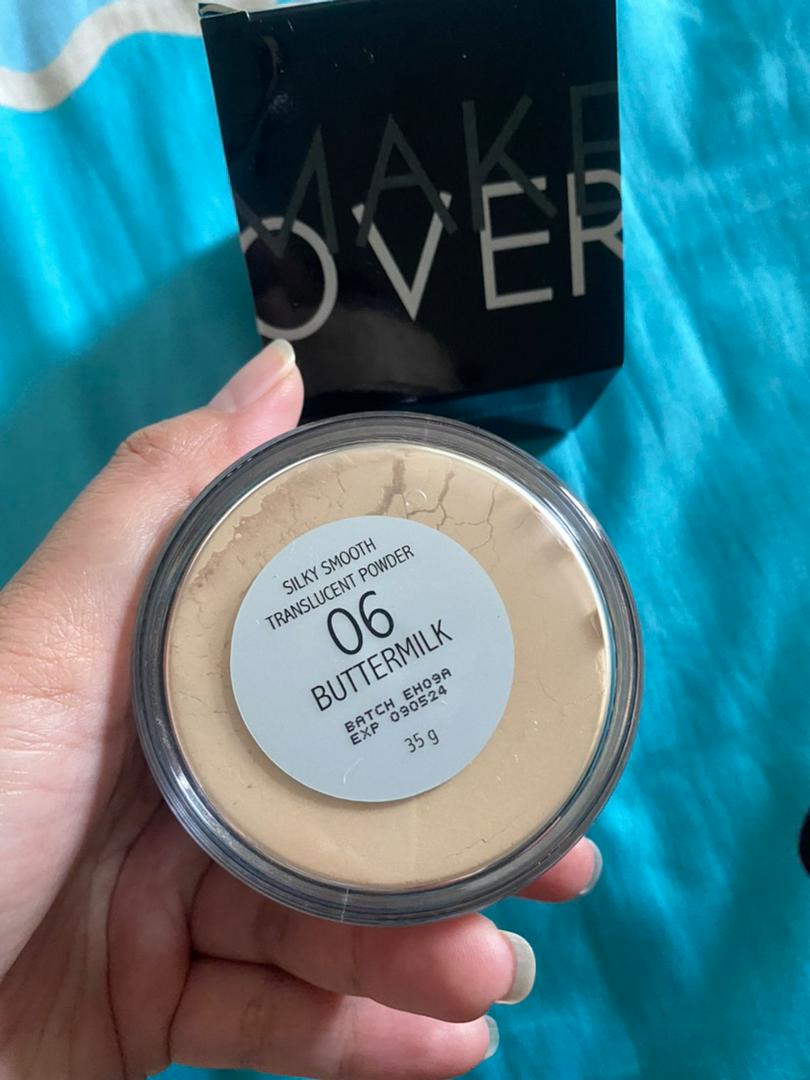 MAKE
OVER
SILKY SMOOTH
TRANSLUCENT POWDER
06
BUTTERMILK
BATCH EH09A
EXP 090524
35 g